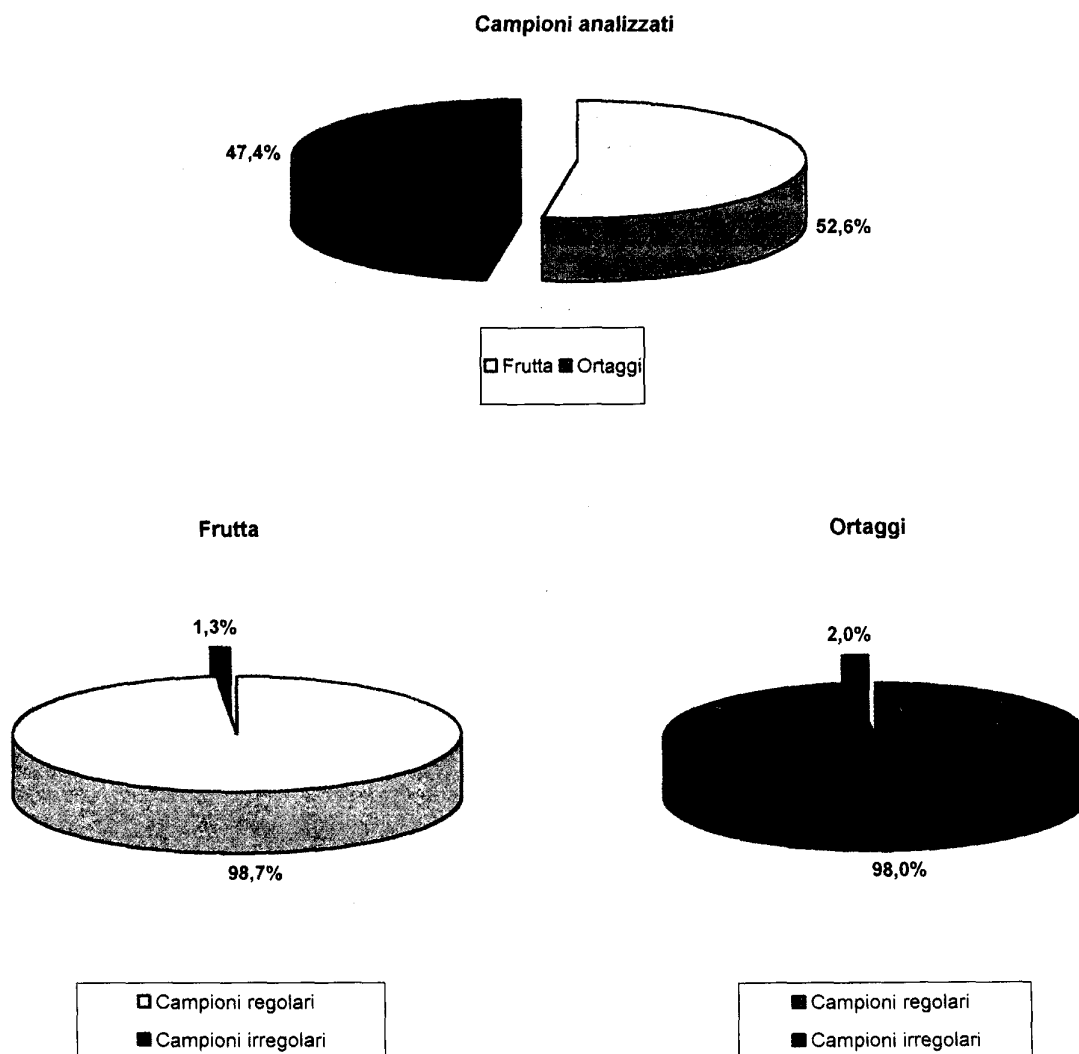 Campioni analizzati
47,4%
52,6%
Frutta Ortaggi
Frutta
1,3%
98,7%
Campioni regolari
Campioni irregolari
Ortaggi
2,0%
98,0%
Campioni regolari
Campioni irregolari